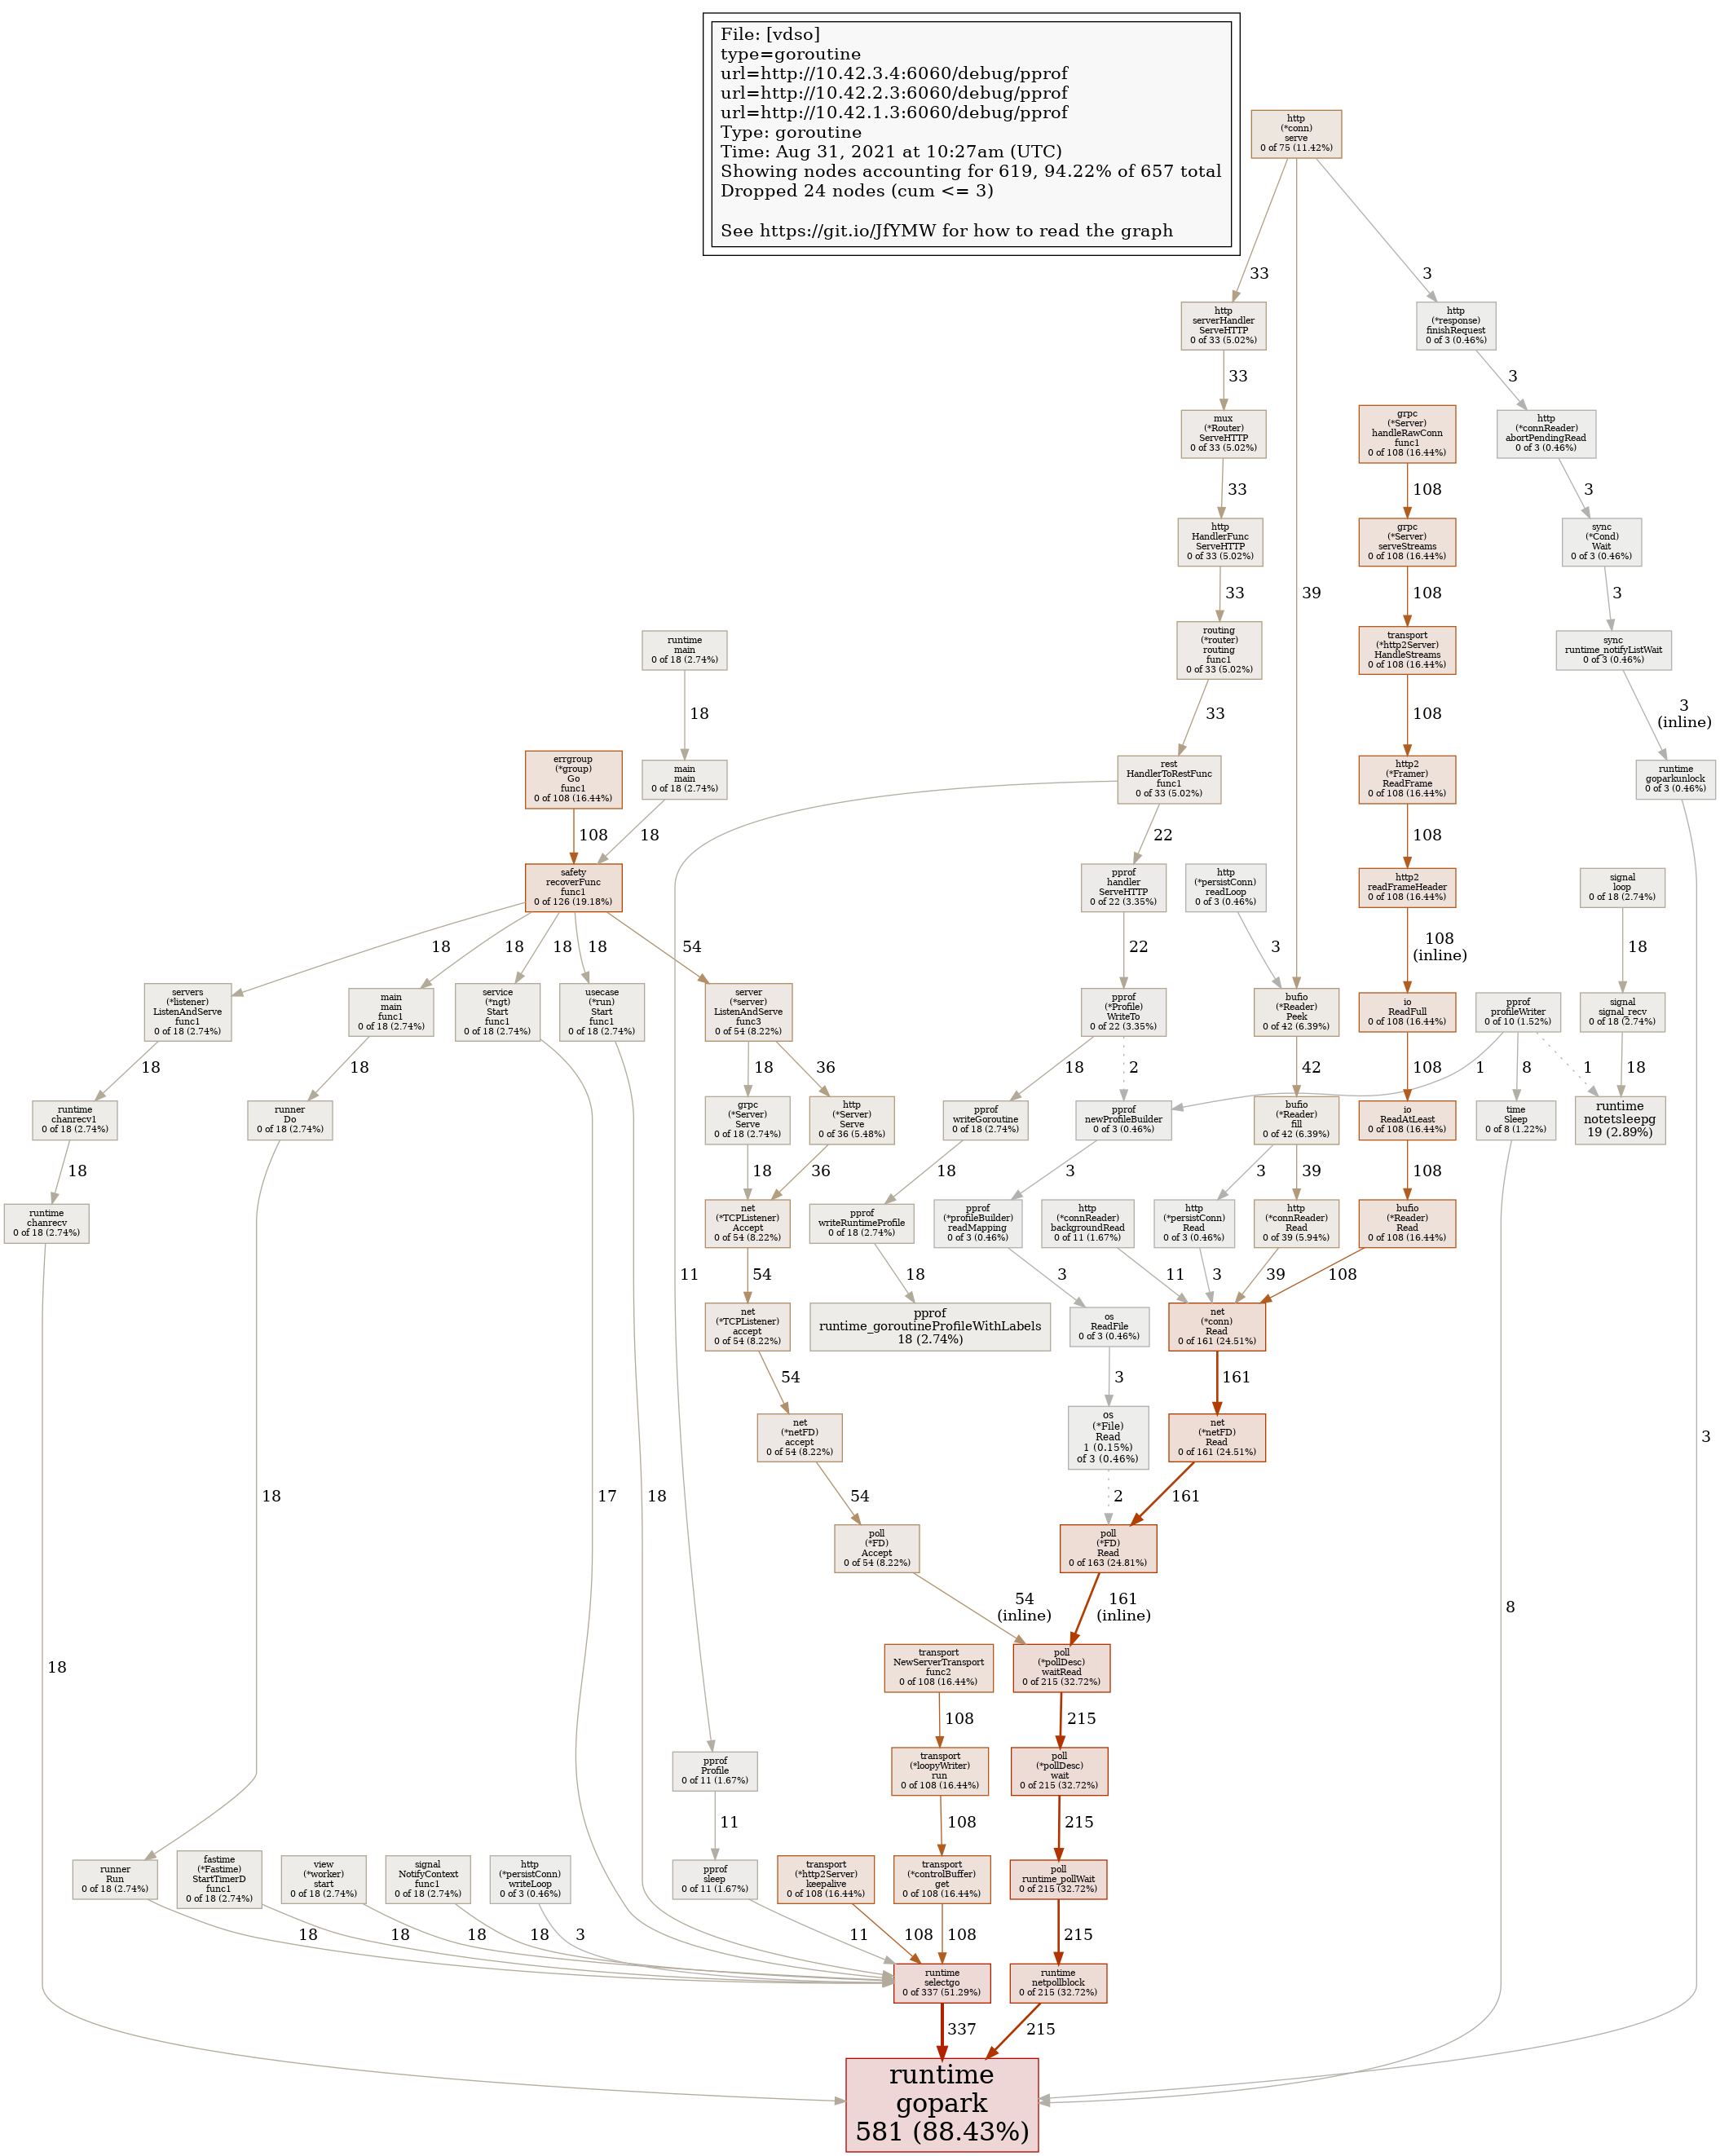 File: [vdso]
type=goroutine
url=http://10.42.3.4:6060/debug/pprof
url=http://10.42.2.3:6060/debug/pprof
url=http://10.42.1.3:6060/debug/pprof
Type: goroutine
Time: Aug 31, 2021 at 10:27am (UTC)
Showing nodes accounting for 619, 94.22% of 657 total
Dropped 24 nodes (cum <= 3)
See https://git.io/JfYMW for how to read the graph
http
(*conn)
serve
0 of 75 (11.42%)
33
39
3
http
serverHandler
ServeHTTP
0 of 33 (5.02%)
http
(*response)
finishRequest
0 of 3 (0.46%)
33
3
mux
(*Router)
ServeHTTP
0 of 33 (5.02%)
grpc
(*Server)
handleRawConn
func1
0 of 108 (16.44%)
http
(*connReader)
abortPendingRead
0 of 3 (0.46%)
33
108
3
http
HandlerFunc
ServeHTTP
0 of 33 (5.02%)
grpc
(*Server)
serveStreams
0 of 108 (16.44%)
sync
(*Cond)
Wait
0 of 3 (0.46%)
33
108
3
runtime
main
0 of 18 (2.74%)
routing
(*router)
routing
func1
0 of 33 (5.02%)
transport
(*http2Server)
HandleStreams
0 of 108 (16.44%)
sync
runtime_notifyListWait
0 of 3 (0.46%)
18
33
108
3
(inline)
errgroup
(*group)
Go
func1
0 of 108 (16.44%)
main
main
0 of 18 (2.74%)
rest
HandlerToRestFunc
func1
0 of 33 (5.02%)
http2
(*Framer)
ReadFrame
0 of 108 (16.44%)
runtime
goparkunlock
0 of 3 (0.46%)
108
18
11
22
108
3
safety
recoverFunc
func1
0 of 126 (19.18%)
pprof
handler
ServeHTTP
0 of 22 (3.35%)
http
(*persistConn)
readLoop
0 of 3 (0.46%)
http2
readFrameHeader
0 of 108 (16.44%)
signal
loop
0 of 18 (2.74%)
18
18
18
18
54
22
3
108
(inline)
18
servers
(*listener)
ListenAndServe
func1
0 of 18 (2.74%)
main
main
func1
0 of 18 (2.74%)
service
(*ngt)
Start
func1
0 of 18 (2.74%)
usecase
(*run)
Start
func1
0 of 18 (2.74%)
server
(*server)
ListenAndServe
func3
0 of 54 (8.22%)
pprof
(*Profile)
WriteTo
0 of 22 (3.35%)
bufio
(*Reader)
Peek
0 of 42 (6.39%)
io
ReadFull
0 of 108 (16.44%)
pprof
profileWriter
0 of 10 (1.52%)
signal
signal_recv
0 of 18 (2.74%)
18
18
17
18
18
36
18
2
42
108
1
8
1
18
runtime
chanrecv1
0 of 18 (2.74%)
runner
Do
0 of 18 (2.74%)
grpc
(*Server)
Serve
0 of 18 (2.74%)
http
(*Server)
Serve
0 of 36 (5.48%)
pprof
writeGoroutine
0 of 18 (2.74%)
pprof
newProfileBuilder
0 of 3 (0.46%)
bufio
(*Reader)
fill
0 of 42 (6.39%)
io
ReadAtLeast
0 of 108 (16.44%)
time
Sleep
0 of 8 (1.22%)
runtime
notetsleepg
19 (2.89%)
18
18
18
36
18
3
3
39
108
8
runtime
chanrecv
0 of 18 (2.74%)
net
(*TCPListener)
Accept
0 of 54 (8.22%)
pprof
writeRuntimeProfile
0 of 18 (2.74%)
pprof
(*profileBuilder)
readMapping
0 of 3 (0.46%)
http
(*connReader)
backgroundRead
0 of 11 (1.67%)
http
(*persistConn)
Read
0 of 3 (0.46%)
http
(*connReader)
Read
0 of 39 (5.94%)
bufio
(*Reader)
Read
0 of 108 (16.44%)
18
54
18
3
11
3
39
108
net
(*TCPListener)
accept
0 of 54 (8.22%)
pprof
runtime_goroutineProfileWithLabels
18 (2.74%)
os
ReadFile
0 of 3 (0.46%)
net
(*conn)
Read
0 of 161 (24.51%)
54
3
161
net
(*netFD)
accept
0 of 54 (8.22%)
os
(*File)
Read
1 (0.15%)
of 3 (0.46%)
net
(*netFD)
Read
0 of 161 (24.51%)
54
2
161
poll
(*FD)
Accept
0 of 54 (8.22%)
poll
(*FD)
Read
0 of 163 (24.81%)
54
(inline)
161
(inline)
transport
NewServerTransport
func2
0 of 108 (16.44%)
poll
(*pollDesc)
waitRead
0 of 215 (32.72%)
108
215
pprof
Profile
0 of 11 (1.67%)
transport
(*loopyWriter)
run
0 of 108 (16.44%)
poll
(*pollDesc)
wait
0 of 215 (32.72%)
11
108
215
runner
Run
0 of 18 (2.74%)
fastime
(*Fastime)
StartTimerD
func1
0 of 18 (2.74%)
view
(*worker)
start
0 of 18 (2.74%)
signal
NotifyContext
func1
0 of 18 (2.74%)
http
(*persistConn)
writeLoop
0 of 3 (0.46%)
pprof
sleep
0 of 11 (1.67%)
transport
(*http2Server)
keepalive
0 of 108 (16.44%)
transport
(*controlBuffer)
get
0 of 108 (16.44%)
poll
runtime_pollWait
0 of 215 (32.72%)
18
18
18
18
3
11
108
108
215
runtime
selectgo
0 of 337 (51.29%)
runtime
netpollblock
0 of 215 (32.72%)
337
215
runtime
gopark
581 (88.43%)